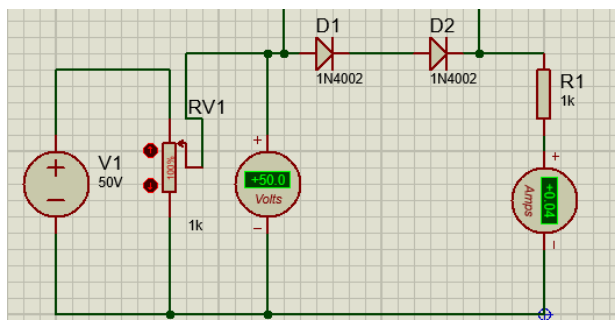 D1
D2
1N4002
1N4002
RV1
R1
1k
V1
50V
100%
1k
+
+50.0
Volts
−
+
+0.04
Amps
−